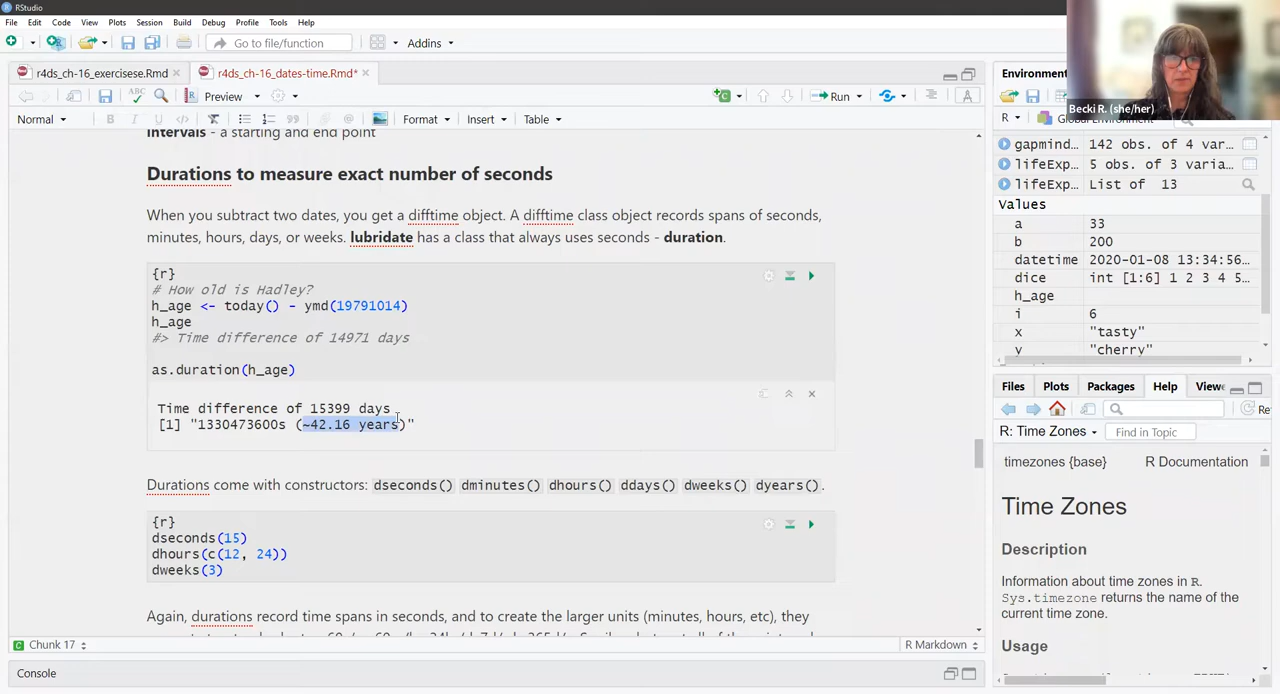 RStudio
File Edit Code View Plots Session Build Debug Profile Tools Help
Go to file/function Addins
r4ds_ch-16_exercisese.Rmd r4ds_ch-16_dates-time.Rmd*
Preview Run
Normal B I U Format Insert Table A
intervals - a starting and end point
Durations to measure exact number of seconds
When you subtract two dates, you get a difftime object. A difftime class object records spans of seconds,
minutes, hours, days, or weeks. lubridate has a class that always uses seconds - duration.
{r}
# How old is Hadley?
h_age <- today() - ymd(19791014)
h_age
#> Time difference of 14971 days
as.duration(h_age)
Time difference of 15399 days
[1] "1330473600s (~42.16 years)"
Durations come with constructors: dseconds() dminutes() dhours() ddays() dweeks() dyears().
{r}
dseconds(15)
dhours(c(12, 24))
dweeks(3)
Again, durations record time spans in seconds, and to create the larger units (minutes, hours, etc), they
Chunk 17 R Markdown
Console
Environment
Becki R. (she/her)
R Global Environment
gapmind... 142 obs. of 4 var...
lifeExp... 5 obs. of 3 varia...
lifeExp... List of 13
Values
a 33
b 200
datetime 2020-01-08 13:34:56...
dice int [1:6] 1 2 3 4 5...
h_age
i 6
x "tasty"
y "cherry"
Files Plots Packages Help View
Re
R: Time Zones Find in Topic
timezones {base} R Documentation
Time Zones
Description
Information about time zones in R.
Sys.timezone returns the name of the
current time zone.
Usage